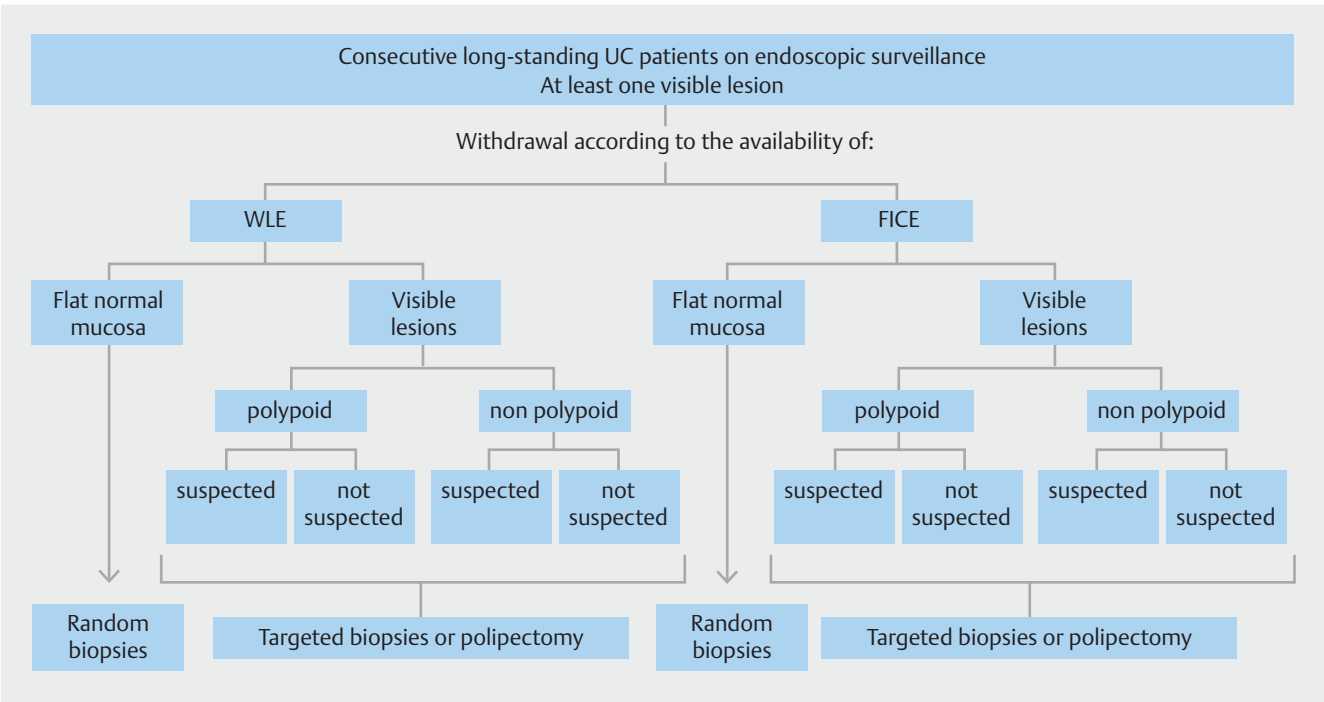 Consecutive long-standing UC patients on endoscopic surveillance
At least one visible lesion
Withdrawal according to the availability of:
WLE
FICE
Flat normal
mucosa
Visible
lesions
Flat normal
mucosa
Visible
lesions
polypoid
non polypoid
polypoid
non polypoid
suspected
not
suspected
suspected
not
suspected
suspected
not
suspected
suspected
not
suspected
Random
biopsies
Targeted biopsies or polipectomy
Random
biopsies
Targeted biopsies or polipectomy